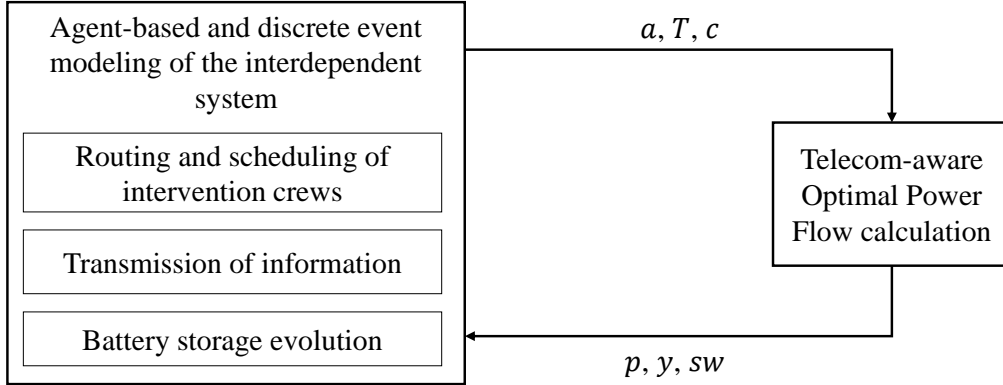 Agent-based and discrete event
modeling of the interdependent
system
Routing and scheduling of
intervention crews
Transmission of information
Battery storage evolution
a, T, c
Telecom-aware
Optimal Power
Flow calculation
p, y, sw